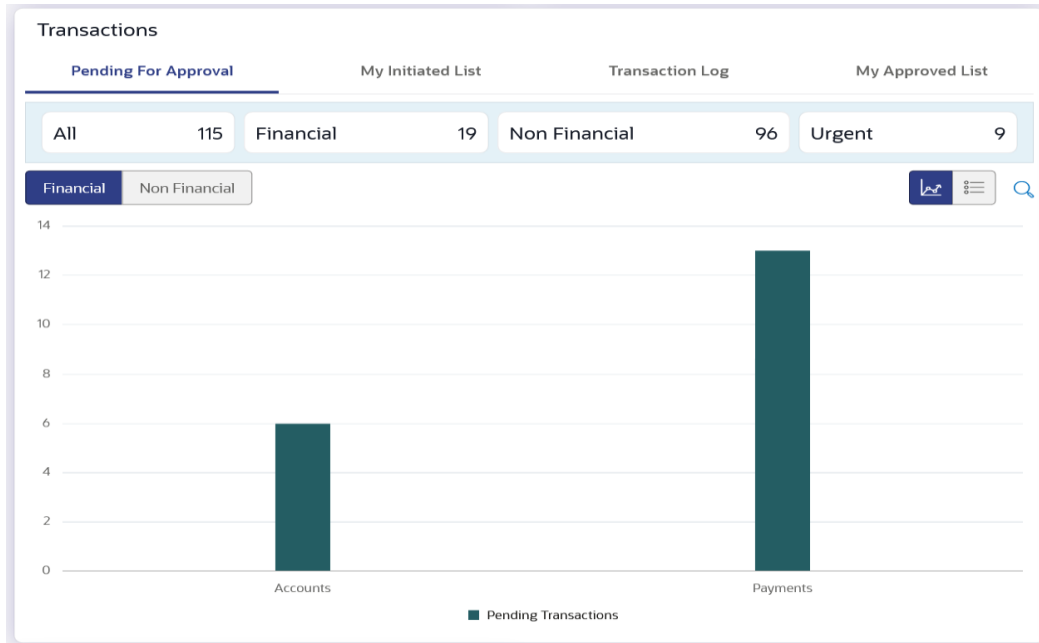 Transactions
Pending For Approval My Initiated List Transaction Log My Approved List
All 115 Financial 19 Non Financial 96 Urgent 9
Financial Non Financial
14
12
10
8
6
4
2
0
Accounts Payments
Pending Transactions